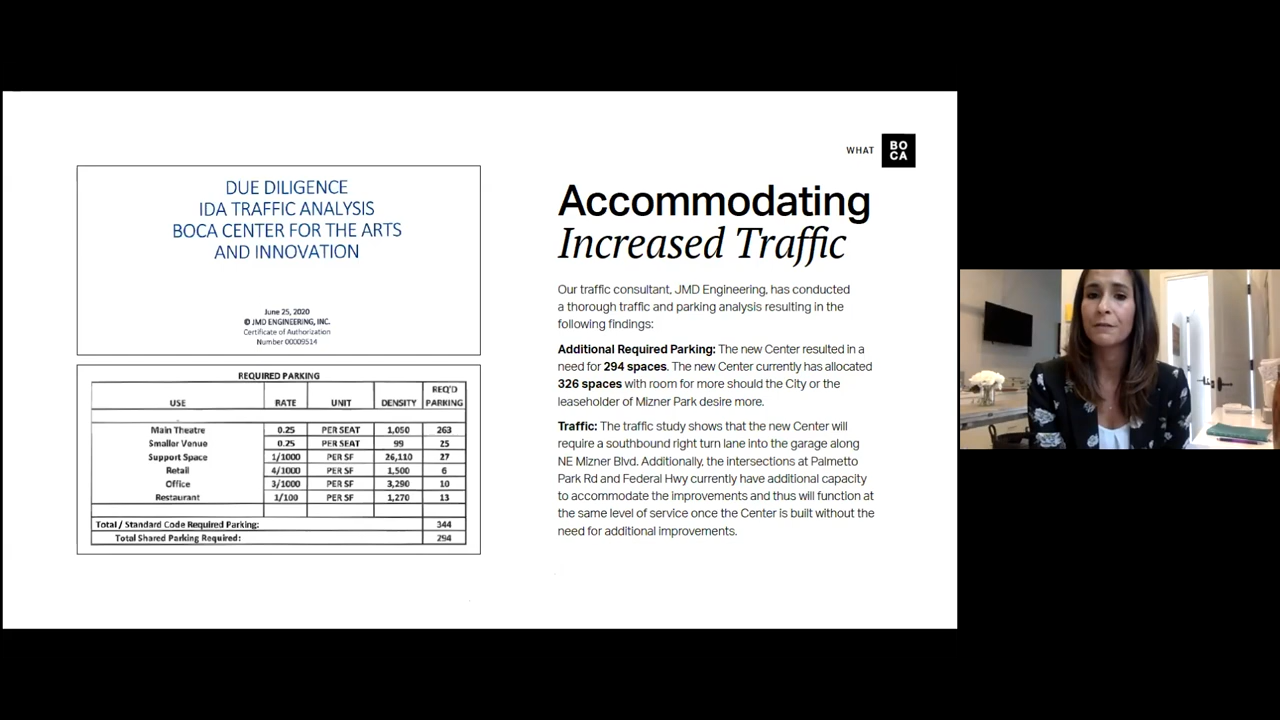 WHAT
BO
CA
DUE DILIGENCE
IDA TRAFFIC ANALYSIS
BOCA CENTER FOR THE ARTS
AND INNOVATION
June 25, 2020
© JMD ENGINEERING, INC.
Certificate of Authorization
Number 00009514
REQUIRED PARKING
USE RATE UNIT DENSITY REQ'D PARKING
Main Theatre 0.25 PER SEAT 1,050 263
Smaller Venue 0.25 PER SEAT 99 25
Support Space 1/1000 PER SF 26,110 27
Retail 4/1000 PER SF 1,500 6
Office 3/1000 PER SF 3,290 10
Restaurant 1/100 PER SF 1,270 13
Total / Standard Code Required Parking: 344
Total Shared Parking Required: 294
Accommodating
Increased Traffic
Our traffic consultant, JMD Engineering, has conducted
a thorough traffic and parking analysis resulting in the
following findings:
Additional Required Parking: The new Center resulted in a
need for 294 spaces. The new Center currently has allocated
326 spaces with room for more should the City or the
leaseholder of Mizner Park desire more.
Traffic: The traffic study shows that the new Center will
require a southbound right turn lane into the garage along
NE Mizner Blvd. Additionally, the intersections at Palmetto
Park Rd and Federal Hwy currently have additional capacity
to accommodate the improvements and thus will function at
the same level of service once the Center is built without the
need for additional improvements.